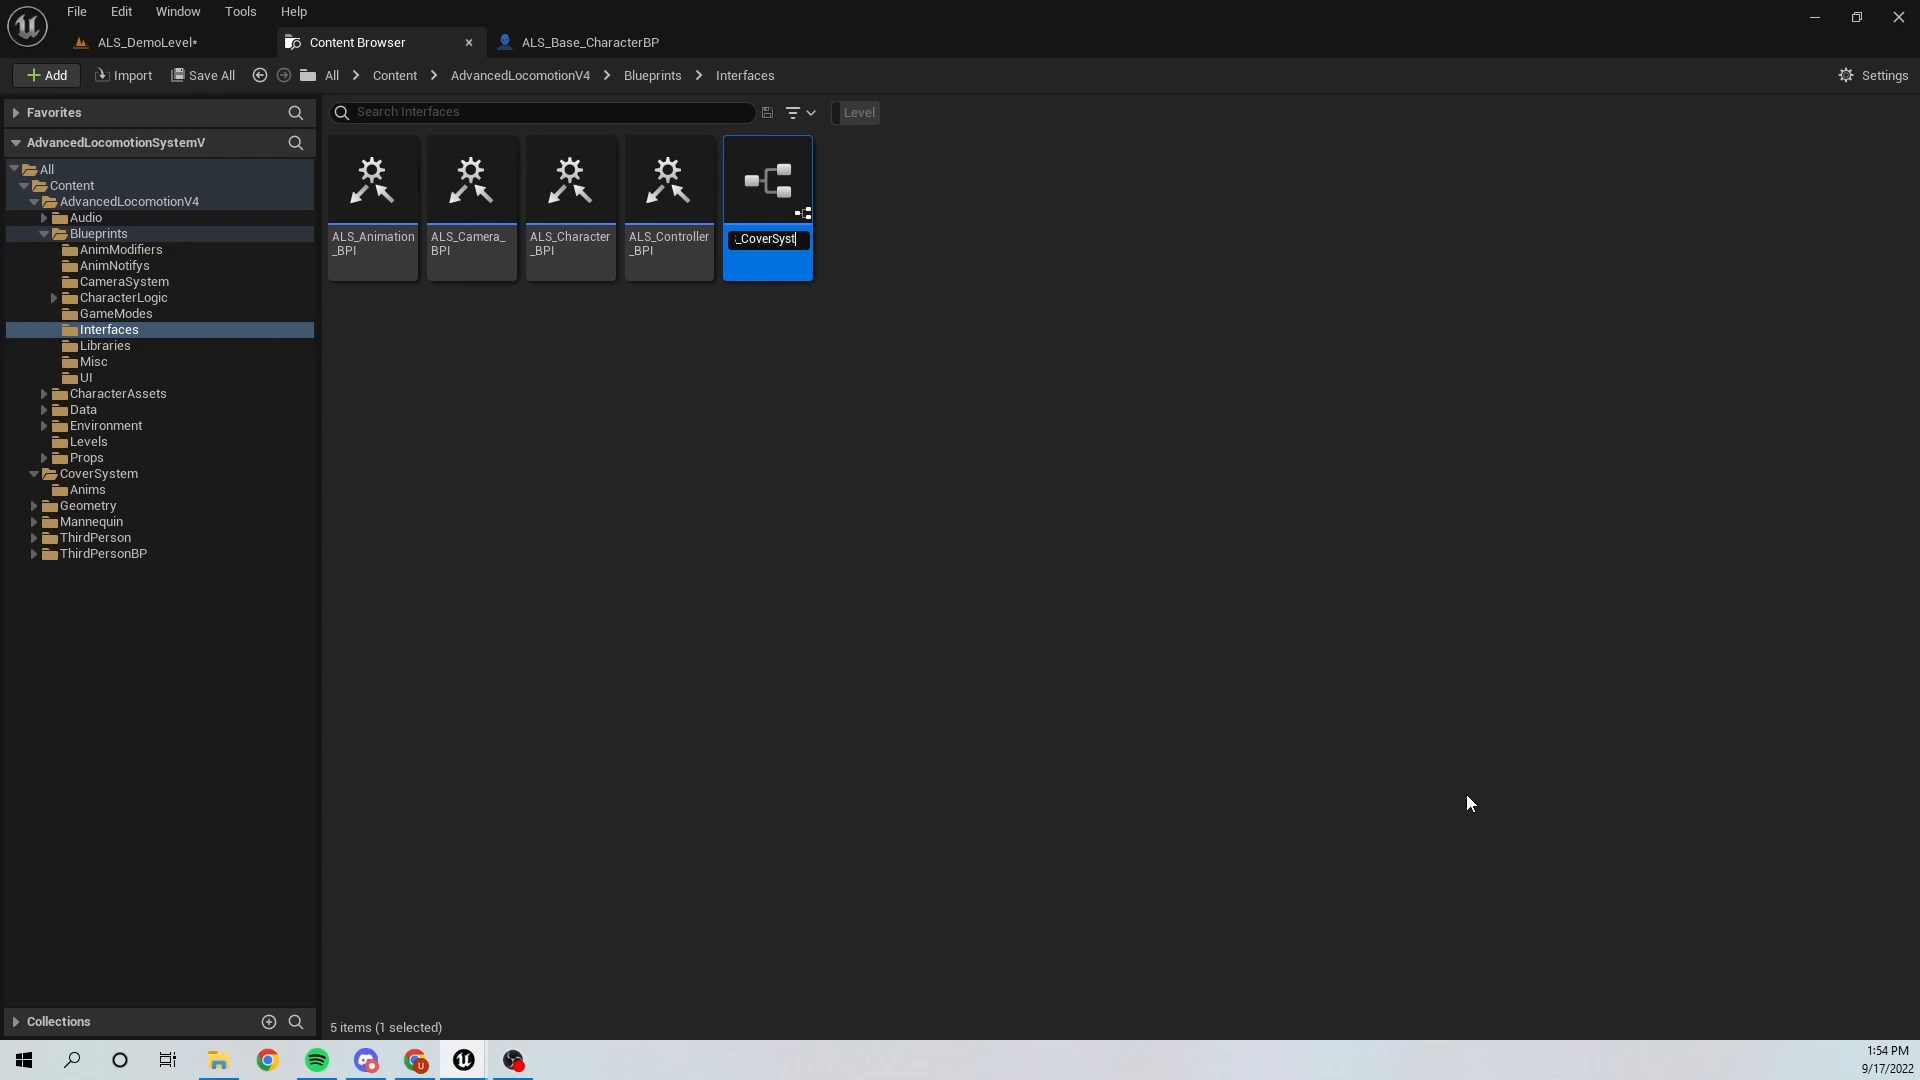 File Edit Window Tools Help
ALS_DemoLevel* Content Browser ALS_Base_CharacterBP
Add Import Save All All Content AdvancedLocomotionV4 Blueprints Interfaces Settings
Favorites
Search Interfaces
Level
AdvancedLocomotionSystemV
All
Content
AdvancedLocomotionV4
Audio
Blueprints
AnimModifiers
AnimNotifys
CameraSystem
CharacterLogic
GameModes
Interfaces
Libraries
Misc
UI
CharacterAssets
Data
Environment
Levels
Props
CoverSystem
Anims
Geometry
Mannequin
ThirdPerson
ThirdPersonBP
ALS_Animation
_BPI
ALS_Camera_
BPI
ALS_Character
_BPI
ALS_Controller
_BPI
_CoverSyst
Collections
5 items (1 selected)
1:54 PM
9/17/2022